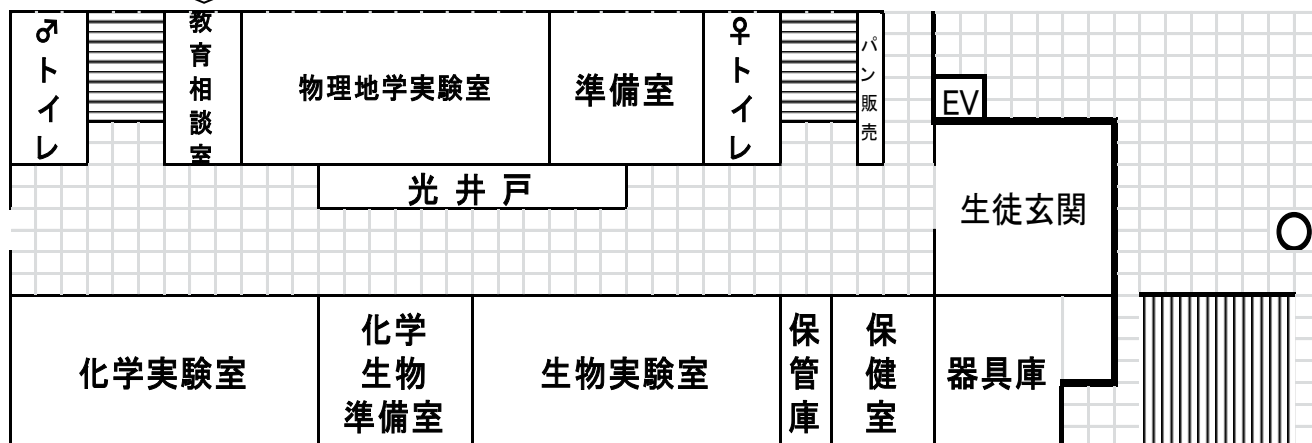 ♂トイレ
教育相談室
物理地学実験室
準備室
♀トイレ
パン販売
EV
光井戸
生徒玄関
化学実験室
化学
生物
準備室
生物実験室
保管庫
保健室
器具庫